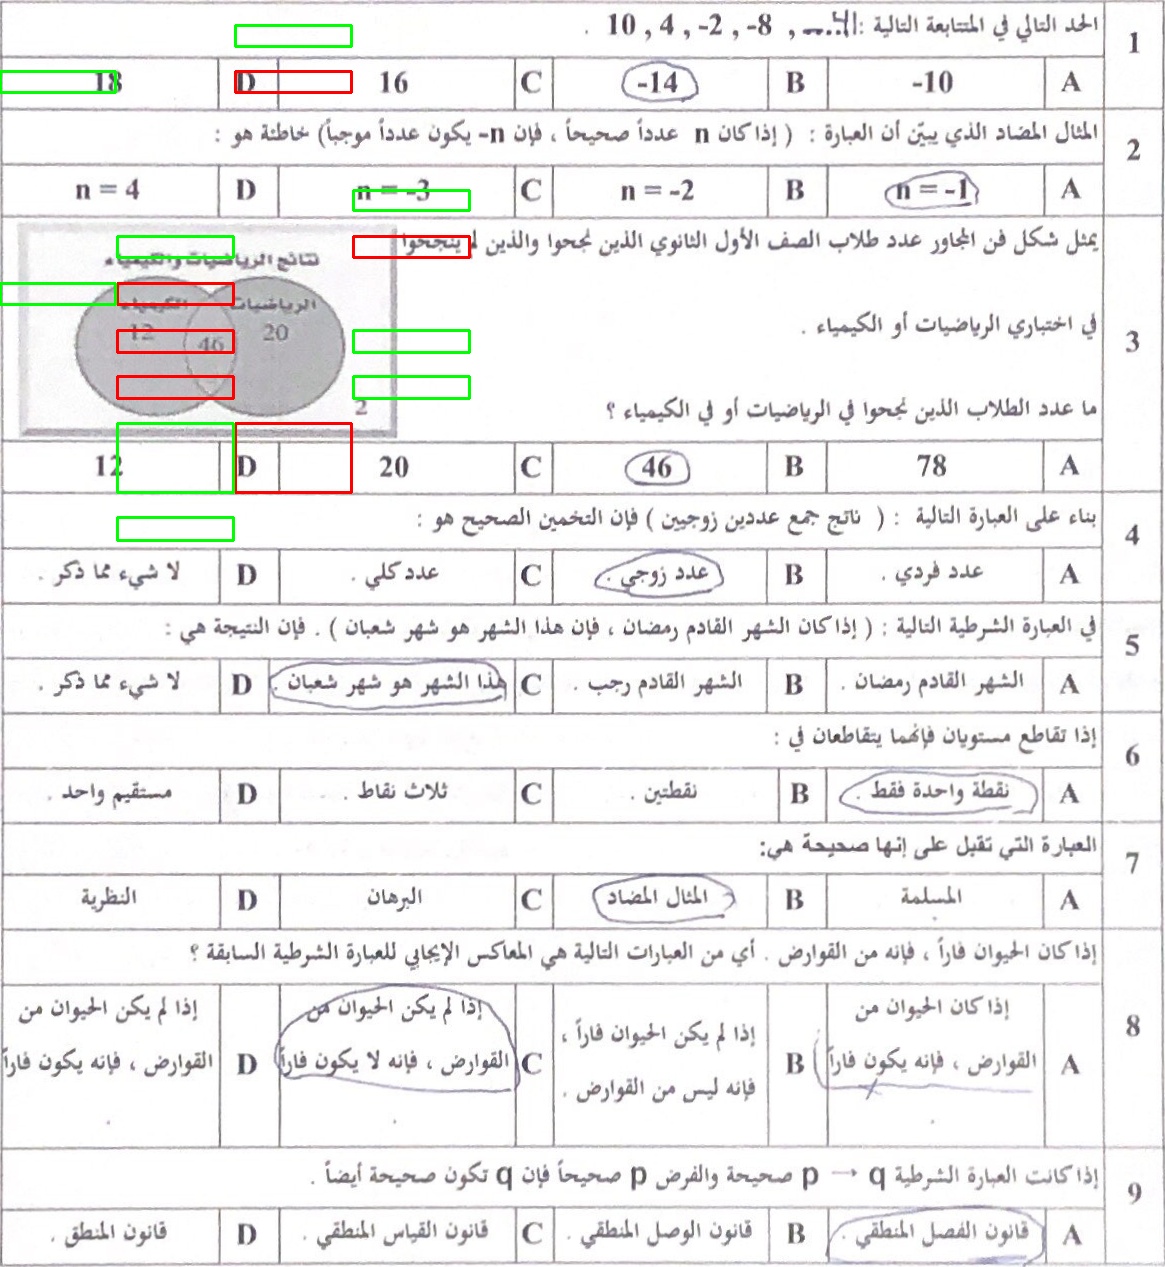 1 الحد التالي في المتتابعة التالية : 10 , 4 , -2 , -8 , ..... .
A -10 B -14 C 16 D 18
2 المثال المضاد الذي يبيّن أن العبارة : ( إذا كان n عدداً صحيحاً ، فإن n- يكون عدداً موجباً) خاطئة هو :
A n = -1 B n = -2 C n = -3 D n = 4
3 يمثل شكل فن المجاور عدد طلاب الصف الأول الثانوي الذين نجحوا والذين لم ينجحوا
في اختباري الرياضيات أو الكيمياء .
ما عدد الطلاب الذين نجحوا في الرياضيات أو في الكيمياء ؟
نتائج الرياضيات والكيمياء
الرياضيات الكيمياء
20 46 12
2
A 78 B 46 C 20 D 12
4 بناء على العبارة التالية : ( ناتج جمع عددين زوجيين ) فإن التخمين الصحيح هو :
A عدد فردي . B عدد زوجي . C عدد كلي . D لا شيء مما ذكر .
5 في العبارة الشرطية التالية : ( إذا كان الشهر القادم رمضان ، فإن هذا الشهر هو شهر شعبان ) . فإن النتيجة هي :
A الشهر القادم رمضان . B الشهر القادم رجب . C هذا الشهر هو شهر شعبان . D لا شيء مما ذكر .
6 إذا تقاطع مستويان فإنهما يتقاطعان في :
A نقطة واحدة فقط . B نقطتين . C ثلاث نقاط . D مستقيم واحد .
7 العبارة التي تقبل على إنها صحيحة هي:
A المسلمة B المثال المضاد C البرهان D النظرية
8 إذا كان الحيوان فاراً ، فإنه من القوارض . أي من العبارات التالية هي المعاكس الإيجابي للعبارة الشرطية السابقة ؟
A إذا كان الحيوان من
القوارض ، فإنه يكون فاراً .
B إذا لم يكن الحيوان فاراً ،
فإنه ليس من القوارض .
C إذا لم يكن الحيوان من
القوارض ، فإنه لا يكون فاراً .
D إذا لم يكن الحيوان من
القوارض ، فإنه يكون فاراً .
9 إذا كانت العبارة الشرطية p → q صحيحة والفرض p صحيحاً فإن q تكون صحيحة أيضاً .
A قانون الفصل المنطقي . B قانون الوصل المنطقي . C قانون القياس المنطقي . D قانون المنطق .